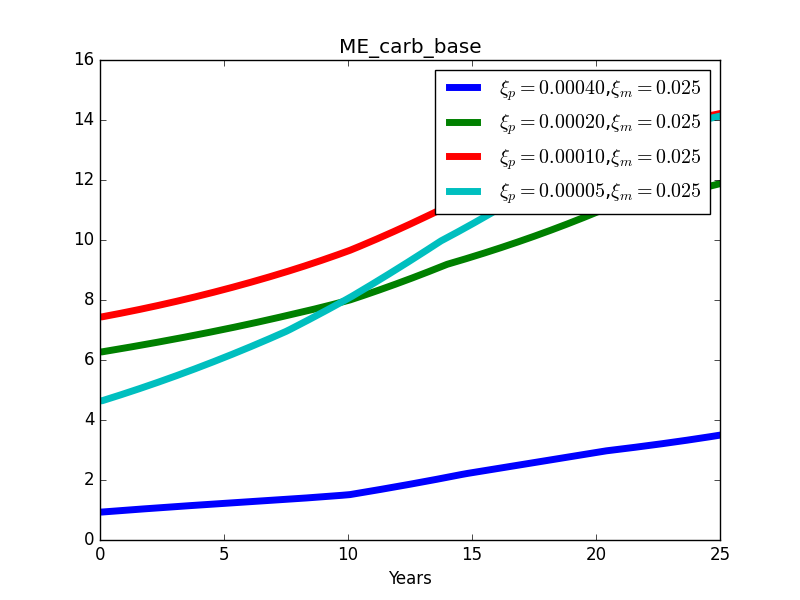 ME_carb_base
16
14
12
10
8
6
4
2
0
ξp = 0.00040,ξm = 0.025
ξp = 0.00020,ξm = 0.025
ξp = 0.00010,ξm = 0.025
ξp = 0.00005,ξm = 0.025
0 5 10 15 20 25
Years